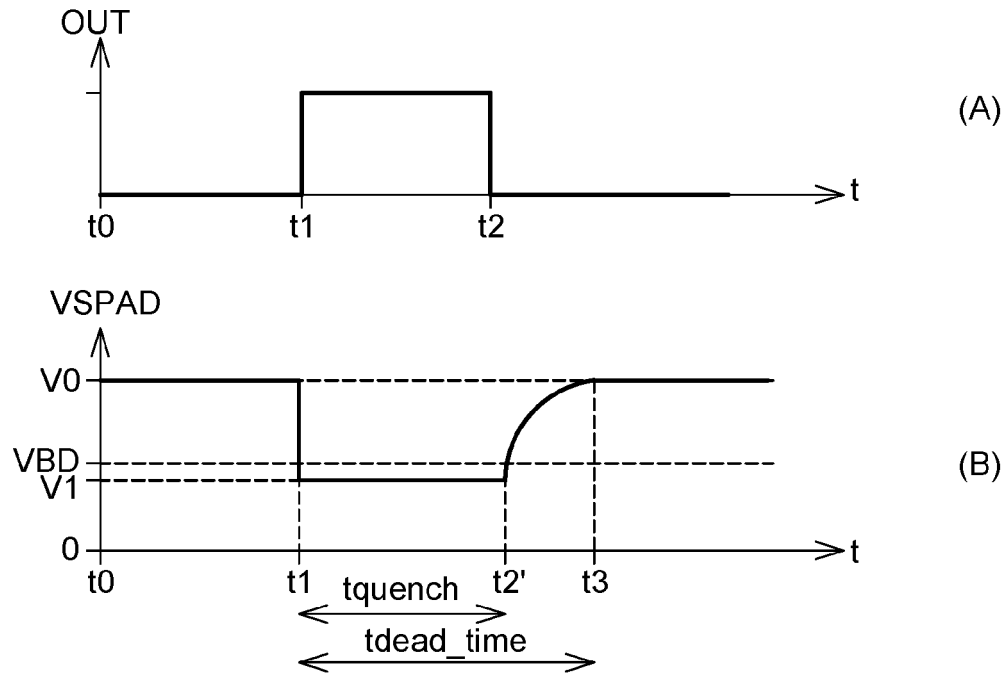 OUT
(A)
t
t0 t1 t2
VSPAD
V0
VBD
(B)
V1
0
t
t0 t1 t2' t3
tquench
tdead_time